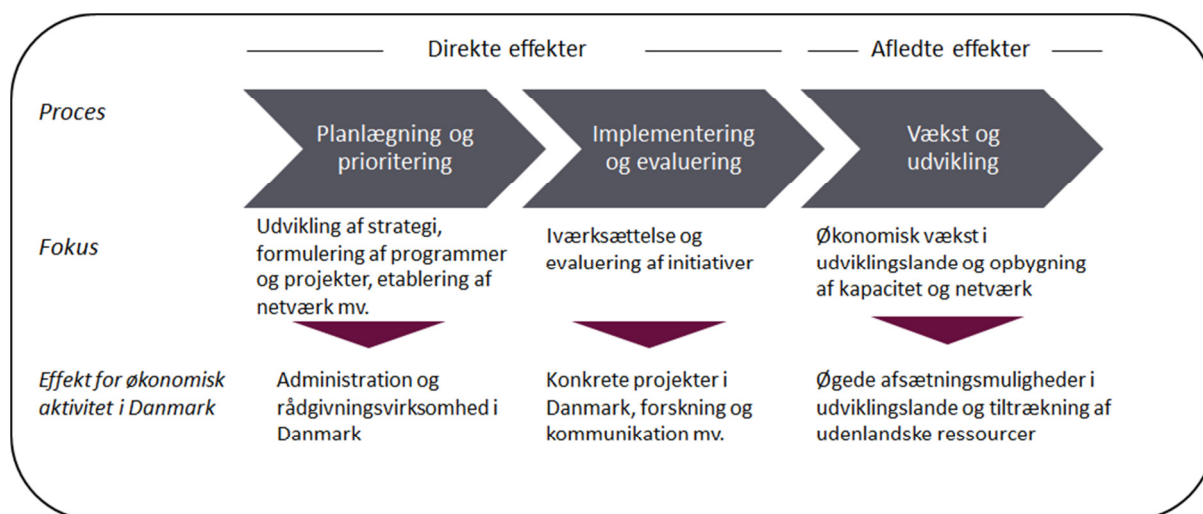 Direkte effekter
Afledte effekter
Proces
Planlægning og
prioritering
Implementering
og evaluering
Vækst og
udvikling
Fokus
Udvikling af strategi,
formulering af programmer
og projekter, etablering af
netværk mv.
Iværksættelse og
evaluering af initiativer
Økonomisk vækst i
udviklingslande og opbygning
af kapacitet og netværk
Effekt for økonomisk
aktivitet i Danmark
Administration og
rådgivningsvirksomhed i
Danmark
Konkrete projekter i
Danmark, forskning og
kommunikation mv.
Øgede afsætningsmuligheder i
udviklingslande og tiltrækning af
udenlandske ressourcer